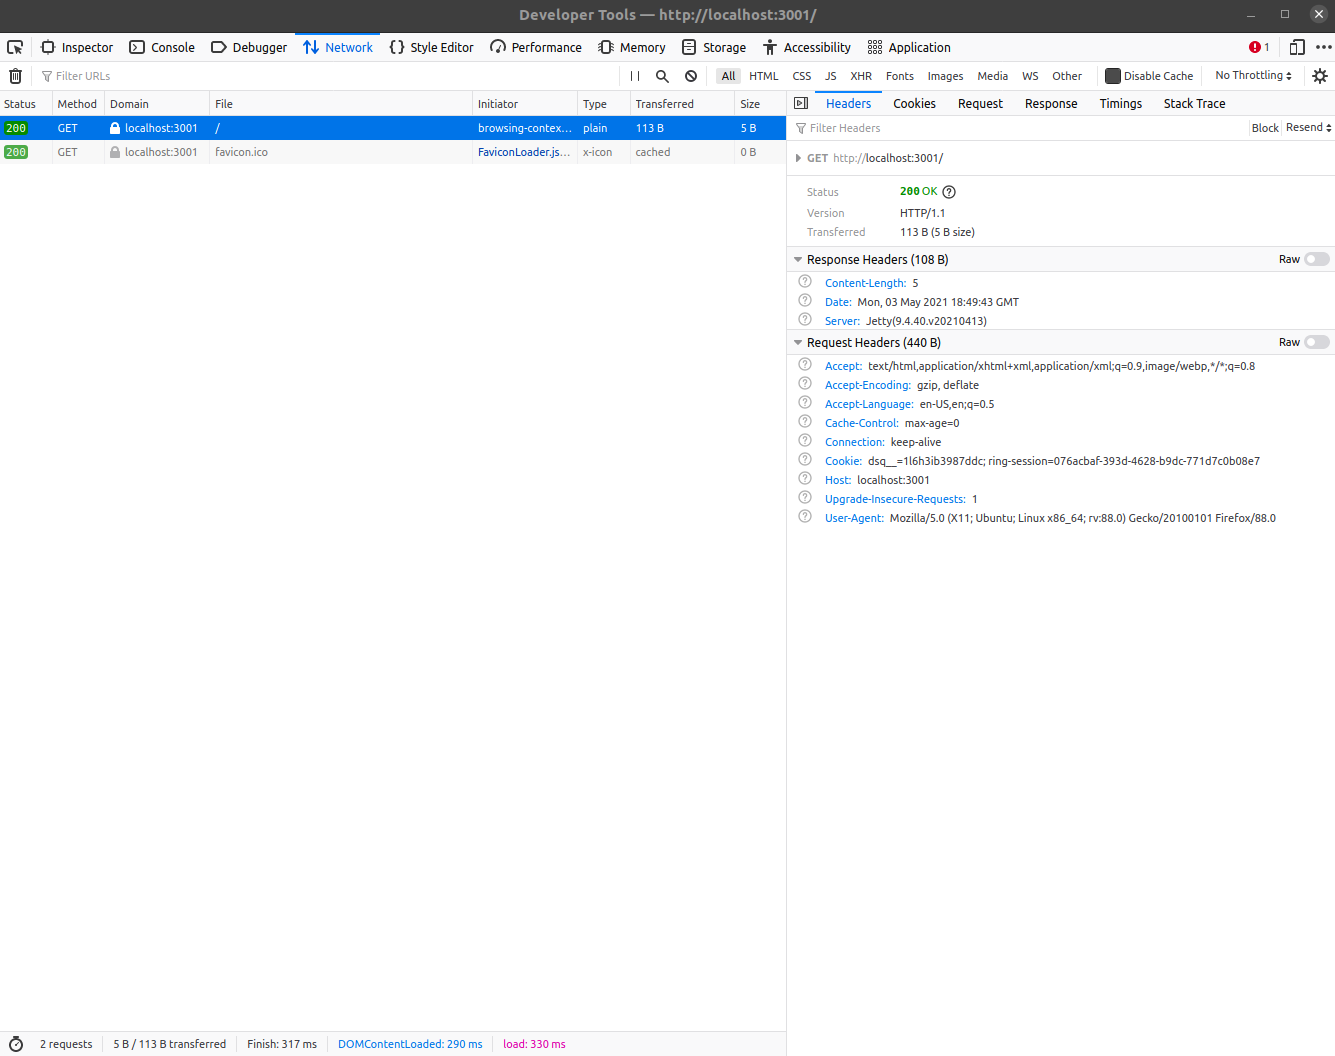 Developer Tools — http://localhost:3001/
Inspector Console Debugger Network Style Editor Performance Memory Storage Accessibility Application 1
Filter URLs All HTML CSS JS XHR Fonts Images Media WS Other Disable Cache No Throttling
Status Method Domain File Initiator Type Transferred Size
200 GET localhost:3001 / browsing-contex... plain 113 B 5 B
200 GET localhost:3001 favicon.ico FaviconLoader.js... x-icon cached 0 B
Headers Cookies Request Response Timings Stack Trace
Filter Headers Block Resend
GET http://localhost:3001/
Status 200 OK
Version HTTP/1.1
Transferred 113 B (5 B size)
Response Headers (108 B) Raw
Content-Length: 5
Date: Mon, 03 May 2021 18:49:43 GMT
Server: Jetty(9.4.40.v20210413)
Request Headers (440 B) Raw
Accept: text/html,application/xhtml+xml,application/xml;q=0.9,image/webp,*/*;q=0.8
Accept-Encoding: gzip, deflate
Accept-Language: en-US,en;q=0.5
Cache-Control: max-age=0
Connection: keep-alive
Cookie: dsq__=1l6h3ib3987ddc; ring-session=076acbaf-393d-4628-b9dc-771d7c0b08e7
Host: localhost:3001
Upgrade-Insecure-Requests: 1
User-Agent: Mozilla/5.0 (X11; Ubuntu; Linux x86_64; rv:88.0) Gecko/20100101 Firefox/88.0
2 requests 5 B / 113 B transferred Finish: 317 ms DOMContentLoaded: 290 ms load: 330 ms